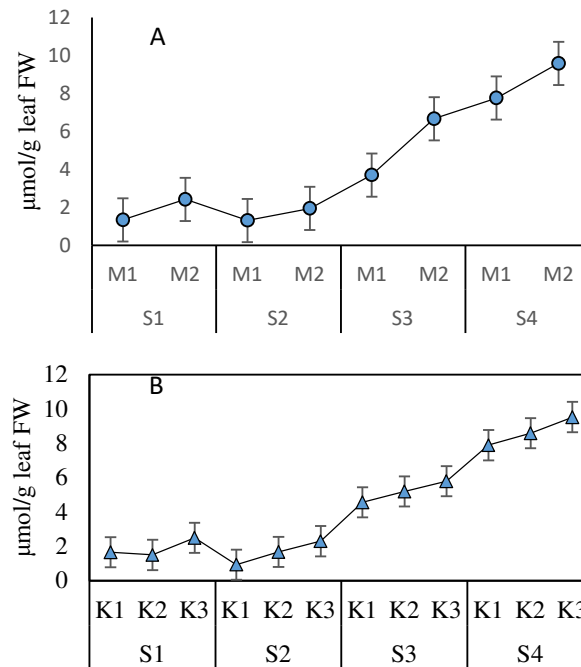 A
μmol/g leaf FW
12
10
8
6
4
2
0
M1 M2 M1 M2 M1 M2 M1 M2
S1 S2 S3 S4
B
μmol/g leaf FW
12
10
8
6
4
2
0
K1 K2 K3 K1 K2 K3 K1 K2 K3 K1 K2 K3
S1 S2 S3 S4